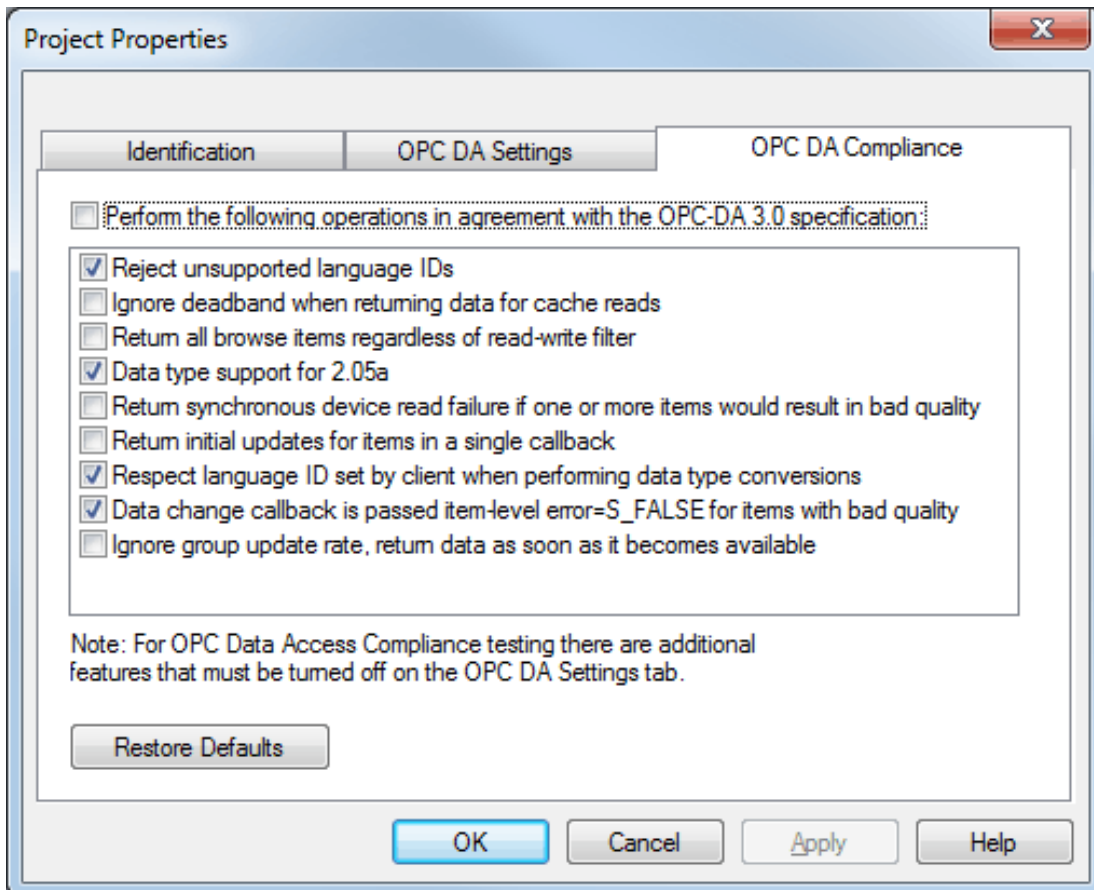 Project Properties
Identification
OPC DA Settings
OPC DA Compliance
Perform the following operations in agreement with the OPC-DA 3.0 specification:
Reject unsupported language IDs
Ignore deadband when returning data for cache reads
Return all browse items regardless of read-write filter
Data type support for 2.05a
Return synchronous device read failure if one or more items would result in bad quality
Return initial updates for items in a single callback
Respect language ID set by client when performing data type conversions
Data change callback is passed item-level error=S_FALSE for items with bad quality
Ignore group update rate, return data as soon as it becomes available
Note: For OPC Data Access Compliance testing there are additional
features that must be turned off on the OPC DA Settings tab.
Restore Defaults
OK
Cancel
Apply
Help